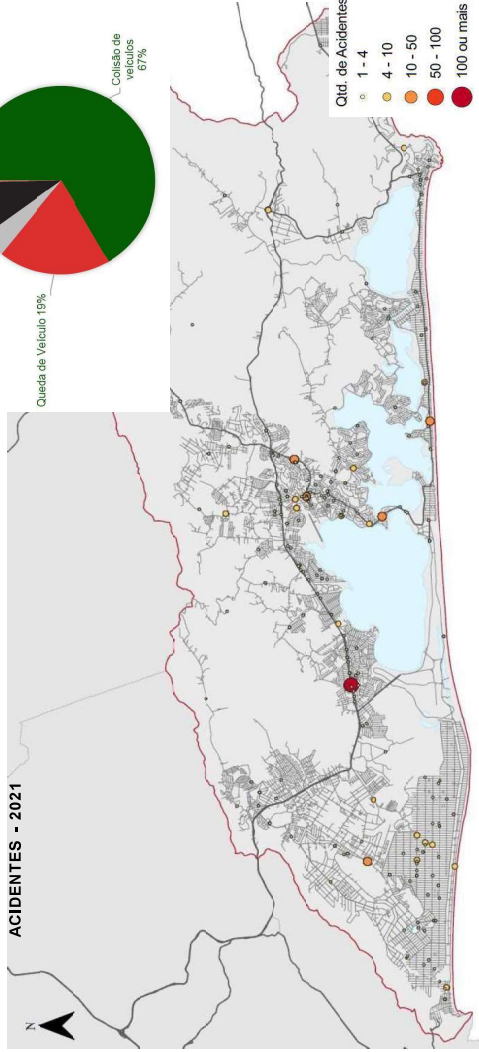 ACIDENTES - 2021
N
Queda de Veículo 19%
Colisão de
veículos
67%
Qtd. de Acidentes
1 - 4
4 - 10
10 - 50
50 - 100
100 ou mais